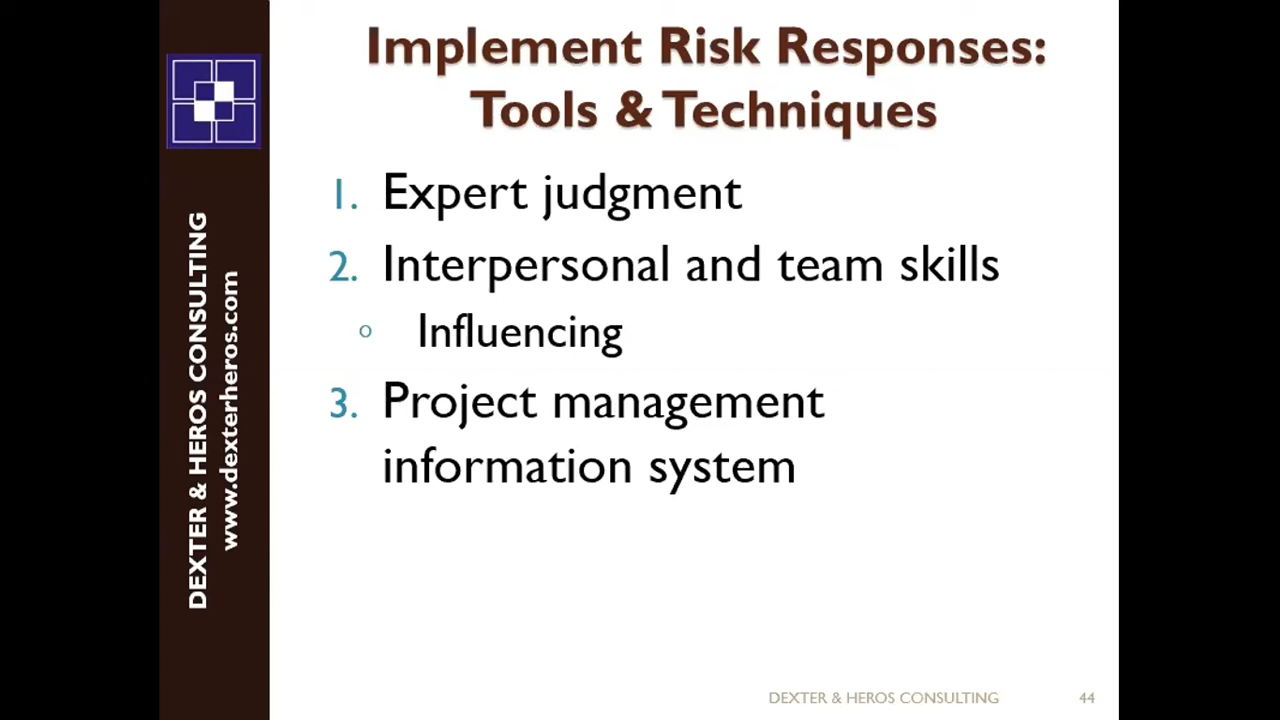 Implement Risk Responses:
Tools & Techniques
1. Expert judgment
2. Interpersonal and team skills
○ Influencing
3. Project management
information system
DEXTER & HEROS CONSULTING
www.dexterheros.com
DEXTER & HEROS CONSULTING
44